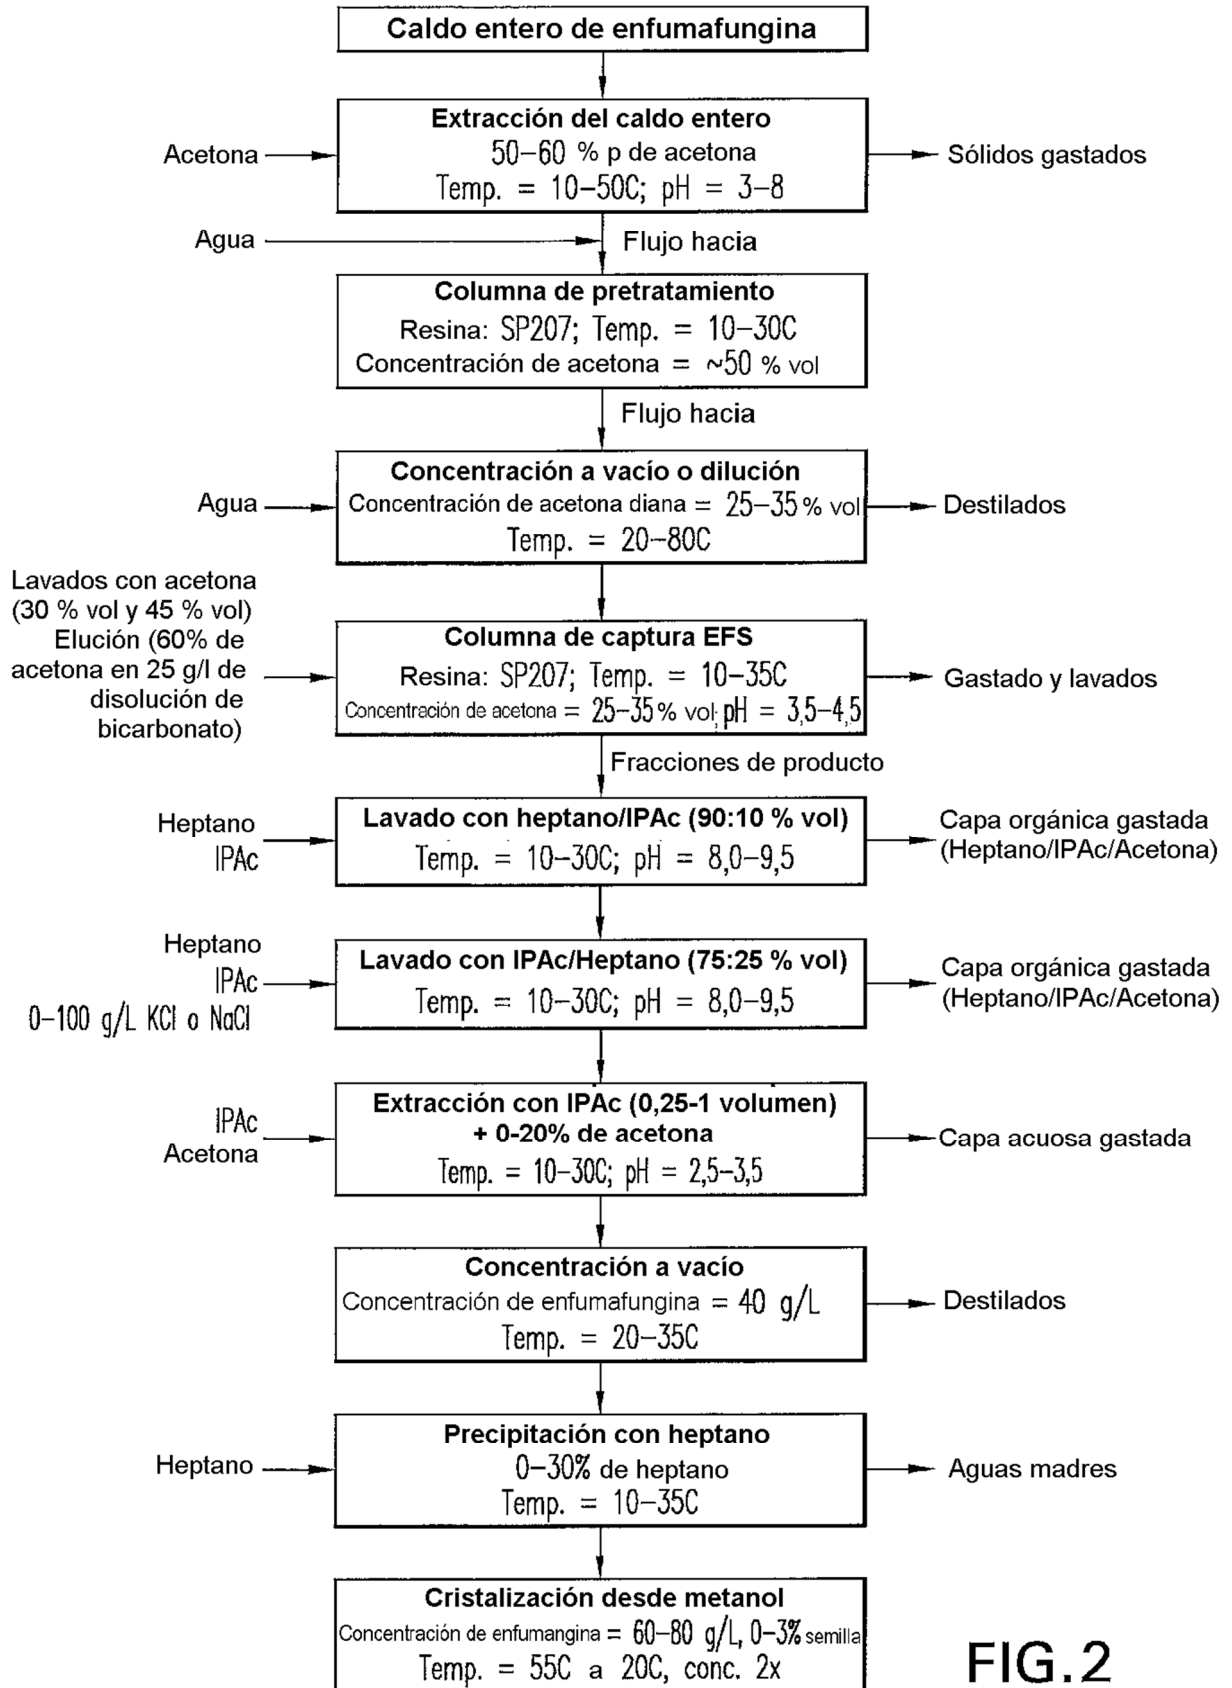 Caldo entero de enfumafungina
Extracción del caldo entero
50–60 % p de acetona
Temp. = 10–50C; pH = 3–8
Acetona
Sólidos gastados
Agua
Flujo hacia
Columna de pretratamiento
Resina: SP207; Temp. = 10–30C
Concentración de acetona = ~50 % vol
Flujo hacia
Concentración a vacío o dilución
Concentración de acetona diana = 25–35 % vol
Temp. = 20–80C
Agua
Destilados
Lavados con acetona
(30 % vol y 45 % vol)
Elución (60% de
acetona en 25 g/l de
disolución de
bicarbonato)
Columna de captura EFS
Resina: SP207; Temp. = 10–35C
Concentración de acetona = 25–35 % vol; pH = 3,5–4,5
Gastado y lavados
Fracciones de producto
Heptano
IPAc
Lavado con heptano/IPAc (90:10 % vol)
Temp. = 10–30C; pH = 8,0–9,5
Capa orgánica gastada
(Heptano/IPAc/Acetona)
Heptano
IPAc
0–100 g/L KCl o NaCl
Lavado con IPAc/Heptano (75:25 % vol)
Temp. = 10–30C; pH = 8,0–9,5
Capa orgánica gastada
(Heptano/IPAc/Acetona)
IPAc
Acetona
Extracción con IPAc (0,25-1 volumen)
+ 0-20% de acetona
Temp. = 10–30C; pH = 2,5–3,5
Capa acuosa gastada
Concentración a vacío
Concentración de enfumafungina = 40 g/L
Temp. = 20–35C
Destilados
Heptano
Precipitación con heptano
0–30% de heptano
Temp. = 10–35C
Aguas madres
Cristalización desde metanol
Concentración de enfumangina = 60–80 g/L, 0–3% semilla
Temp. = 55C a 20C, conc. 2x
FIG.2